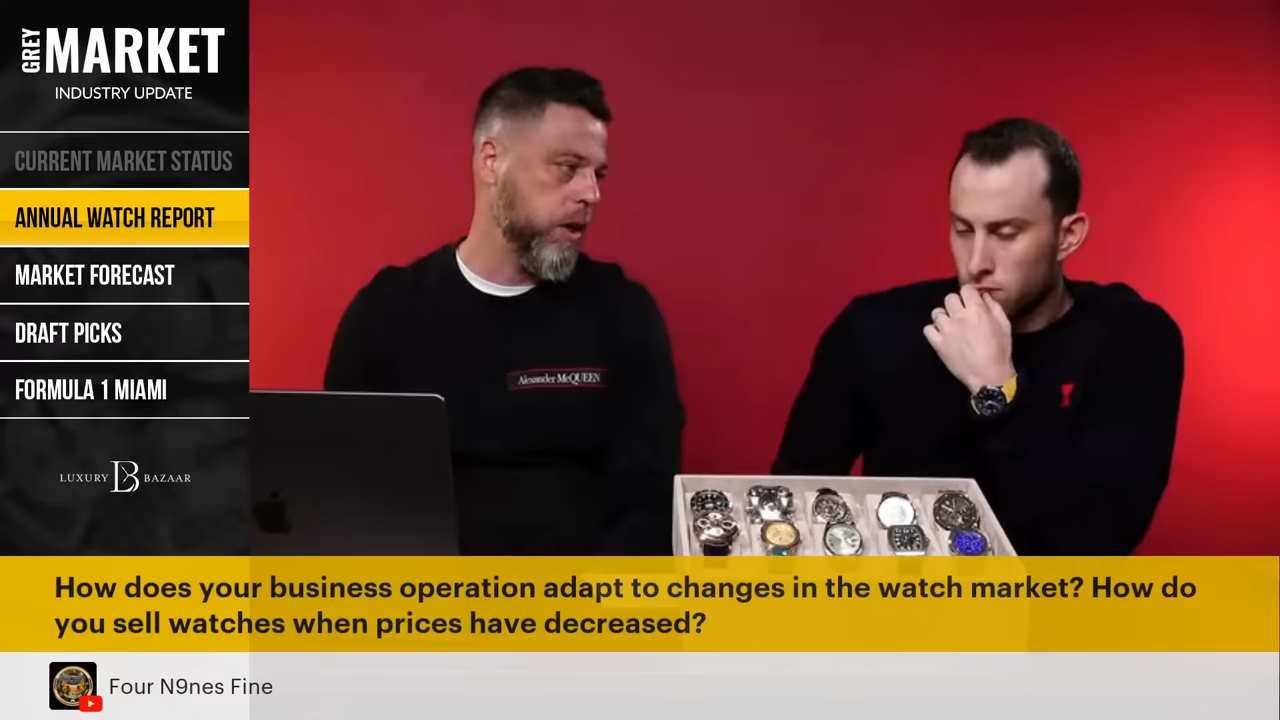 GREY
MARKET
INDUSTRY UPDATE
CURRENT MARKET STATUS
ANNUAL WATCH REPORT
MARKET FORECAST
DRAFT PICKS
FORMULA 1 MIAMI
LUXURY LB BAZAAR
Alexander McQUEEN
How does your business operation adapt to changes in the watch market? How do
you sell watches when prices have decreased?
Four N9nes Fine